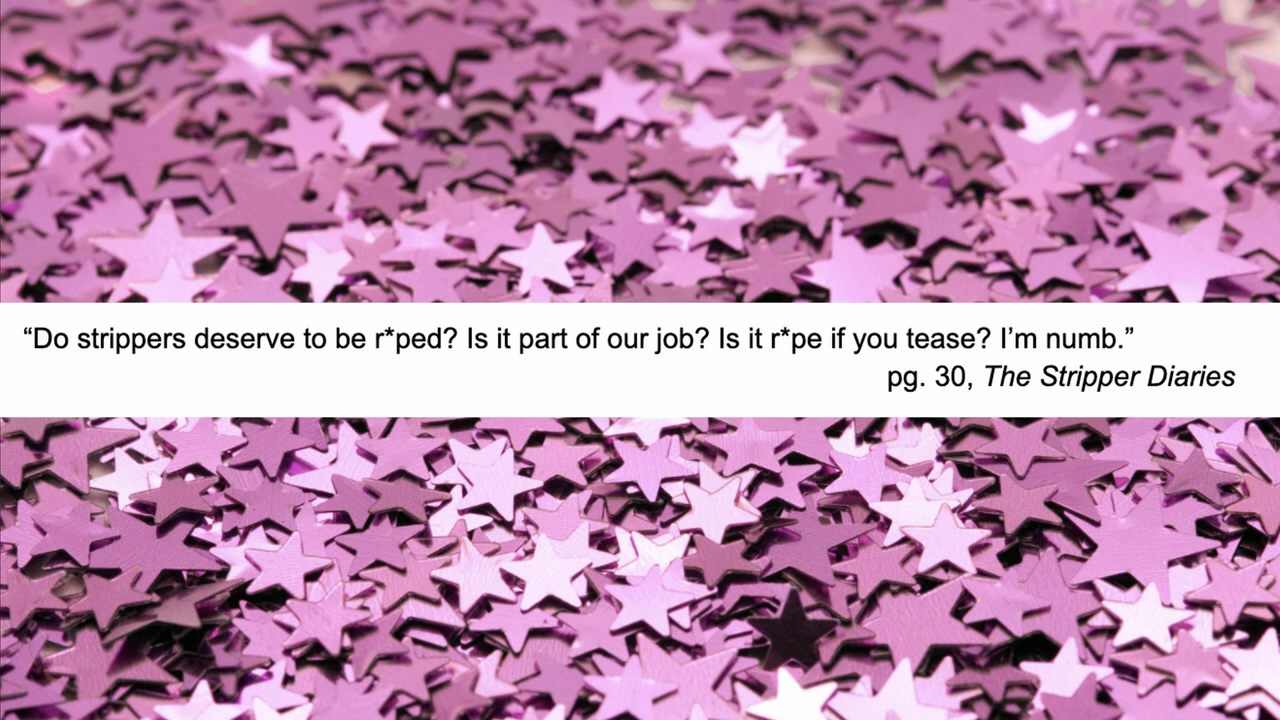 “Do strippers deserve to be r*ped? Is it part of our job? Is it r*pe if you tease? I’m numb.”
pg. 30, The Stripper Diaries